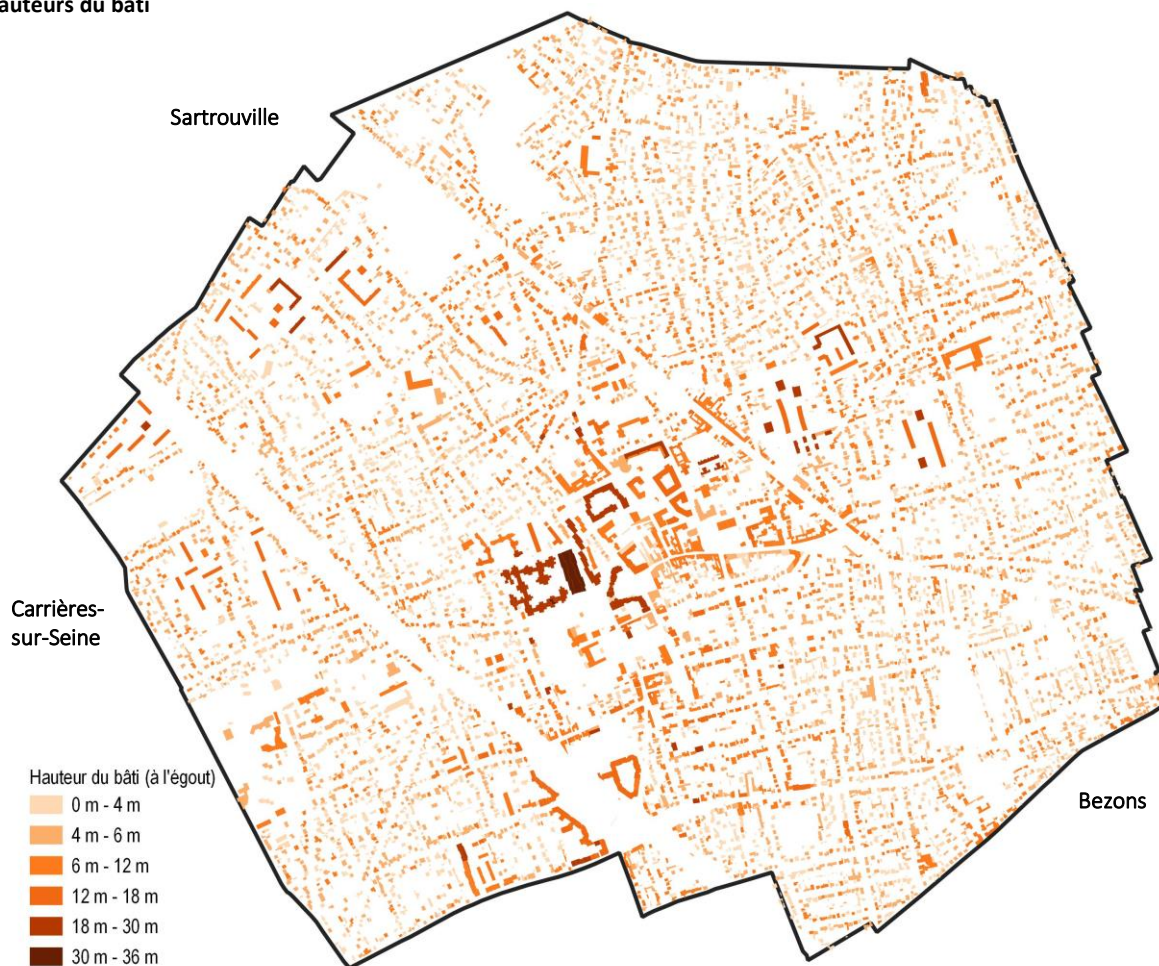 auteurs du bâti
Sartrouville
Carrières-
sur-Seine
Bezons
Hauteur du bâti (à l'égout)
0 m - 4 m
4 m - 6 m
6 m - 12 m
12 m - 18 m
18 m - 30 m
30 m - 36 m